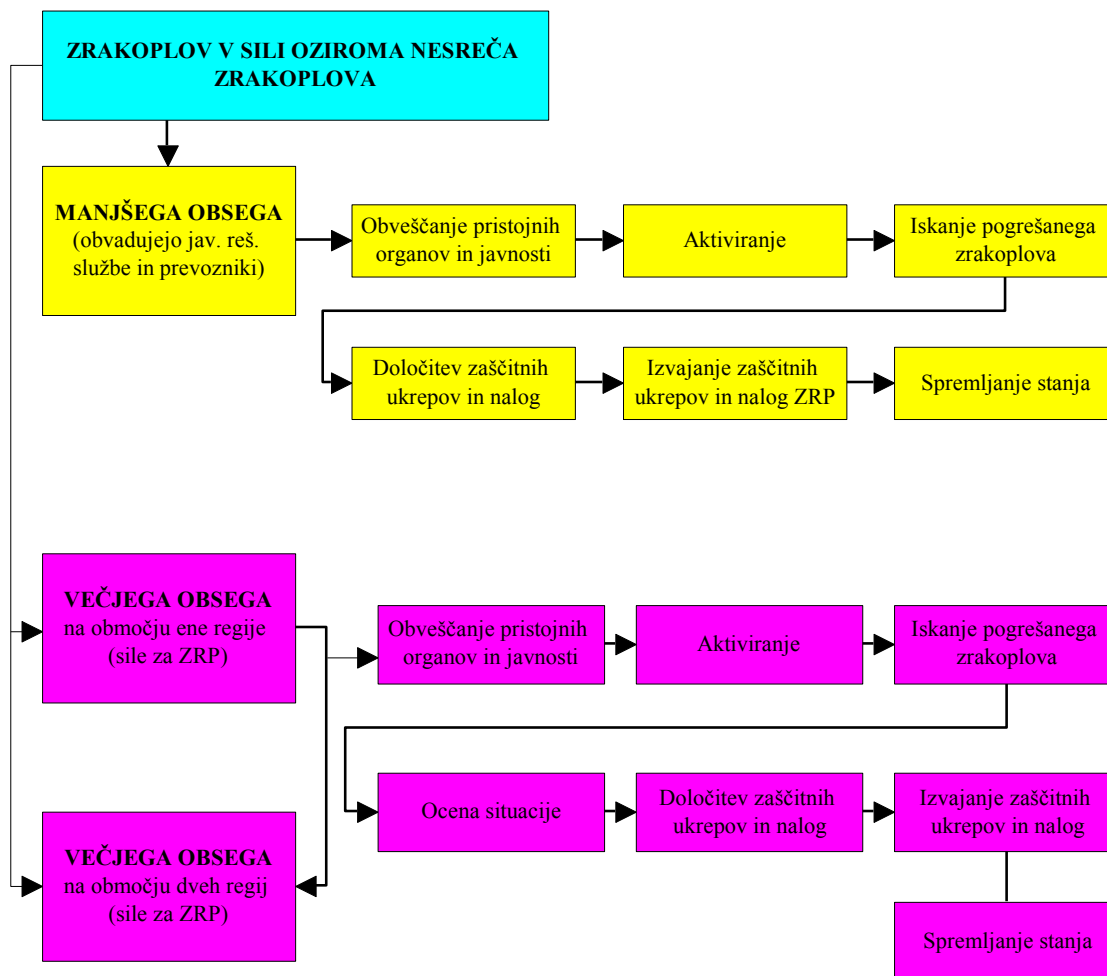 ZRAKOPLOV V SILI OZIROMA NESREČA
ZRAKOPLOVA
MANJŠEGA OBSEGA
(obvadujejo jav. reš.
službe in prevozniki)
Obveščanje pristojnih
organov in javnosti
Aktiviranje
Iskanje pogrešanega
zrakoplova
Določitev zaščitnih
ukrepov in nalog
Izvajanje zaščitnih
ukrepov in nalog ZRP
Spremljanje stanja
VEČJEGA OBSEGA
na območju ene regije
(sile za ZRP)
Obveščanje pristojnih
organov in javnosti
Aktiviranje
Iskanje pogrešanega
zrakoplova
Ocena situacije
Določitev zaščitnih
ukrepov in nalog
Izvajanje zaščitnih
ukrepov in nalog
VEČJEGA OBSEGA
na območju dveh regij
(sile za ZRP)
Spremljanje stanja